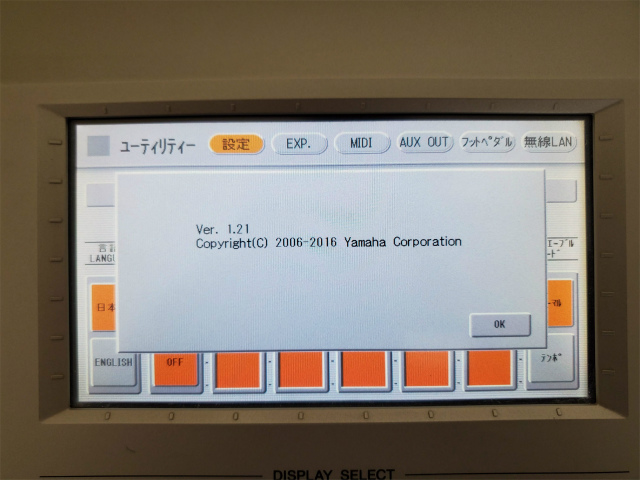 ユーティリティー 設定 EXP. MIDI AUX OUT フットペダル 無線LAN
Ver. 1.21
Copyright(C) 2006-2016 Yamaha Corporation
OK
ENGLISH OFF テンポ
DISPLAY SELECT